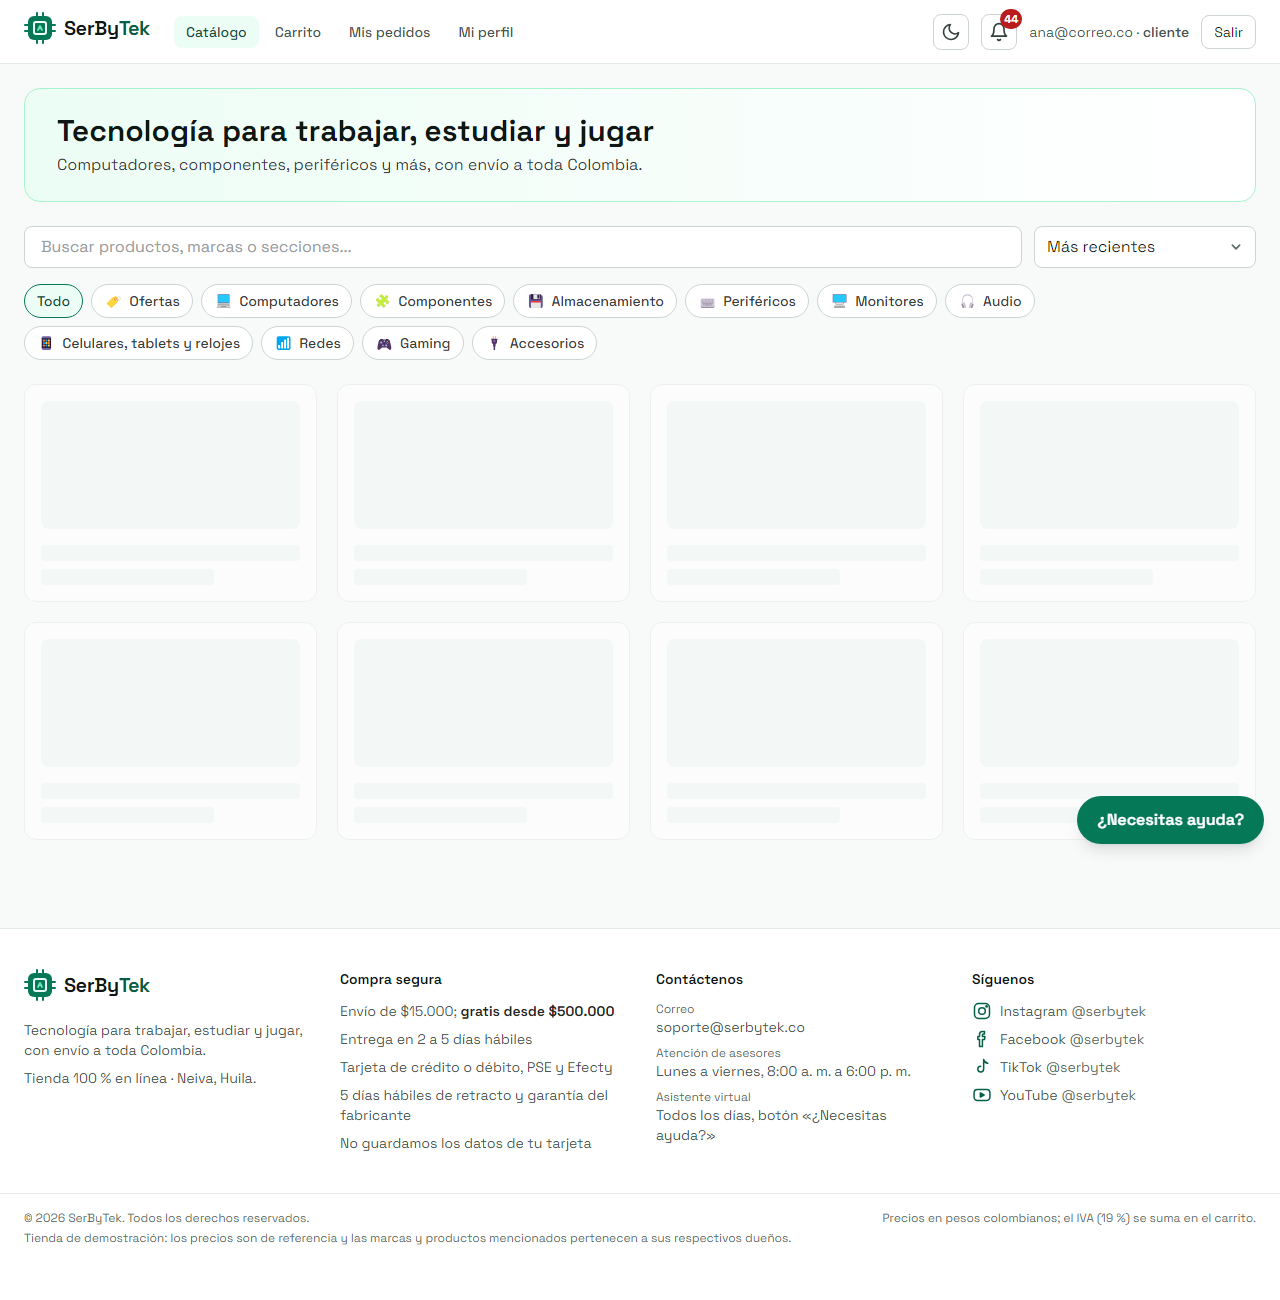 SerByTek
Catálogo
Carrito
Mis pedidos
Mi perfil
44
ana@correo.co · cliente
Salir
Tecnología para trabajar, estudiar y jugar
Computadores, componentes, periféricos y más, con envío a toda Colombia.
Buscar productos, marcas o secciones...
Más recientes
Todo
Ofertas
Computadores
Componentes
Almacenamiento
Periféricos
Monitores
Audio
Celulares, tablets y relojes
Redes
Gaming
Accesorios
¿Necesitas ayuda?
SerByTek
Tecnología para trabajar, estudiar y jugar,
con envío a toda Colombia.
Tienda 100 % en línea · Neiva, Huila.
Compra segura
Envío de $15.000; gratis desde $500.000
Entrega en 2 a 5 días hábiles
Tarjeta de crédito o débito, PSE y Efecty
5 días hábiles de retracto y garantía del
fabricante
No guardamos los datos de tu tarjeta
Contáctenos
Correo
soporte@serbytek.co
Atención de asesores
Lunes a viernes, 8:00 a. m. a 6:00 p. m.
Asistente virtual
Todos los días, botón «¿Necesitas
ayuda?»
Síguenos
Instagram @serbytek
Facebook @serbytek
TikTok @serbytek
YouTube @serbytek
© 2026 SerByTek. Todos los derechos reservados.
Precios en pesos colombianos; el IVA (19 %) se suma en el carrito.
Tienda de demostración: los precios son de referencia y las marcas y productos mencionados pertenecen a sus respectivos dueños.